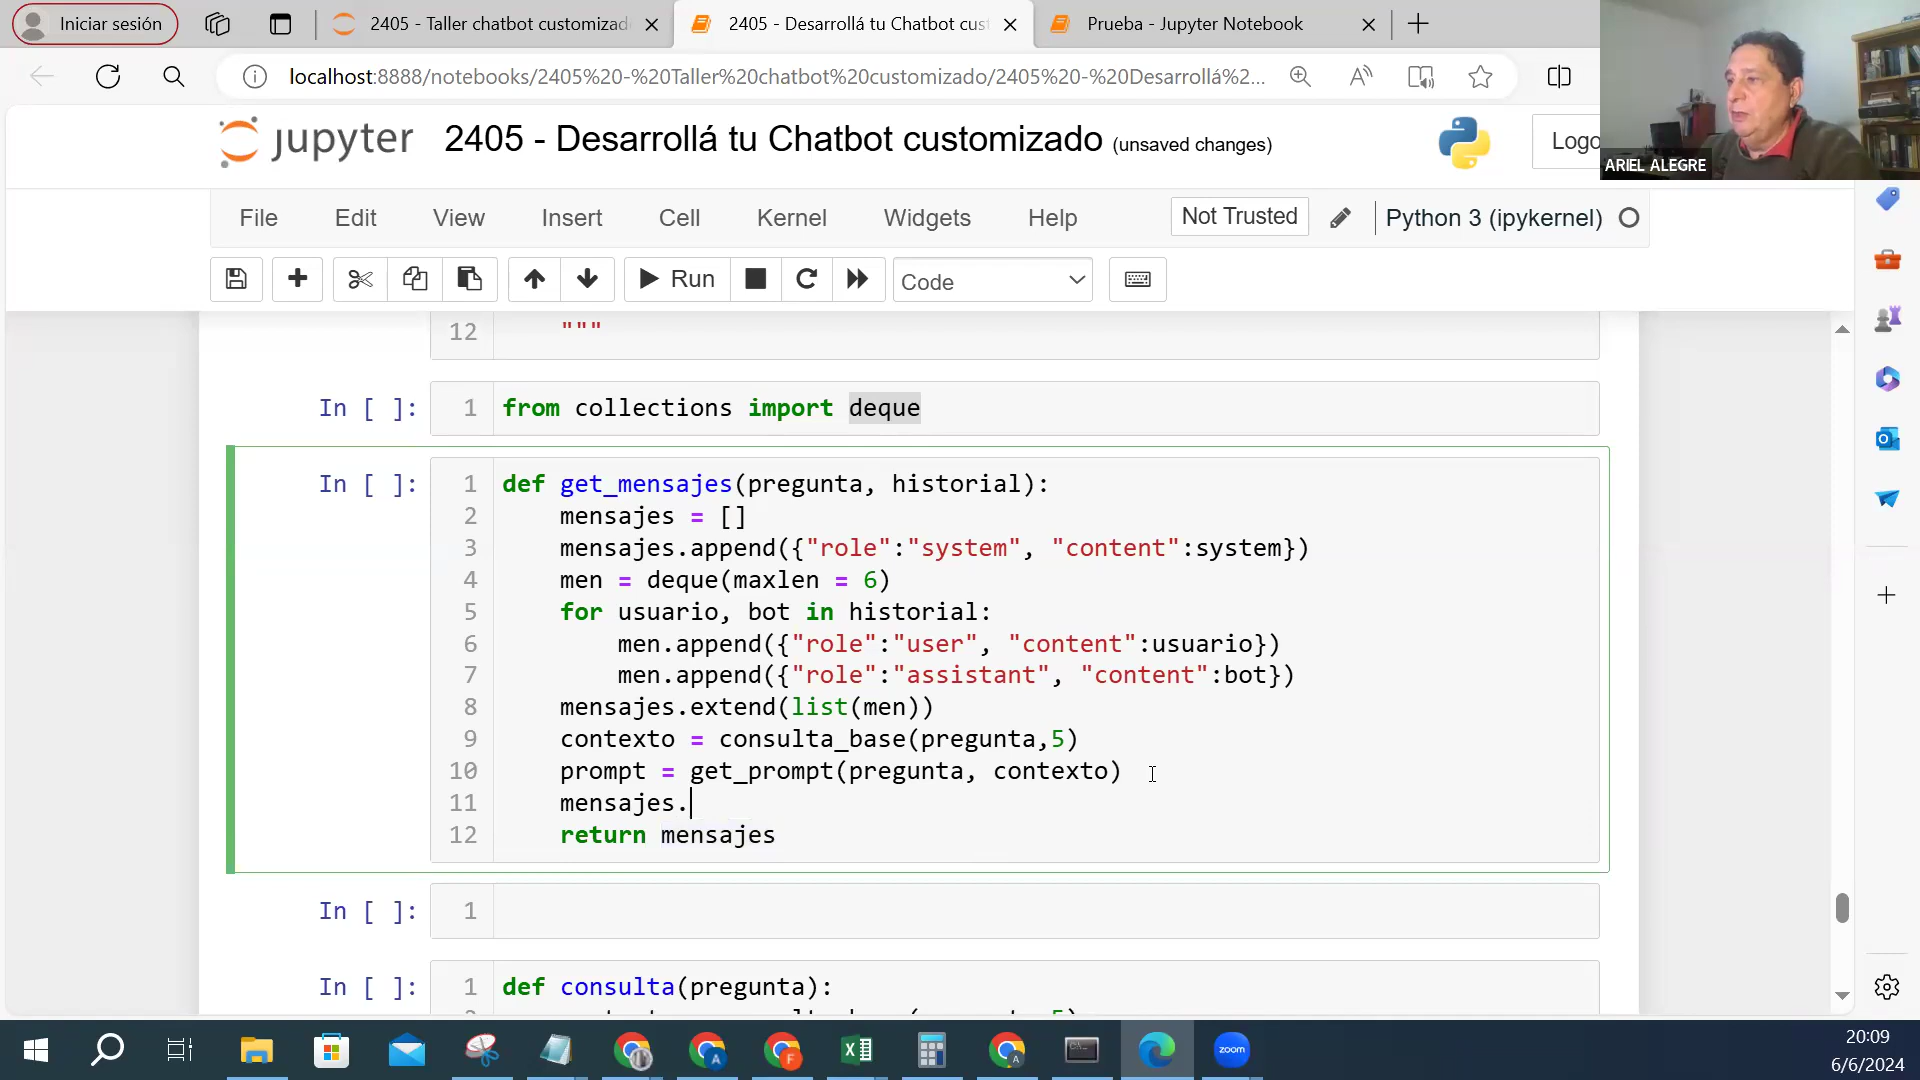 Iniciar sesión
2405 - Taller chatbot customizad
2405 - Desarrollá tu Chatbot cus
Prueba - Jupyter Notebook
localhost:8888/notebooks/2405%20-%20Taller%20chatbot%20customizado/2405%20-%20Desarrollá%2...
jupyter
2405 - Desarrollá tu Chatbot customizado (unsaved changes)
Logo
ARIEL ALEGRE
File Edit View Insert Cell Kernel Widgets Help
Not Trusted
Python 3 (ipykernel)
Run
Code
12 """
In [ ]: 1 from collections import deque
In [ ]: 1 def get_mensajes(pregunta, historial):
2 mensajes = []
3 mensajes.append({"role":"system", "content":system})
4 men = deque(maxlen = 6)
5 for usuario, bot in historial:
6 men.append({"role":"user", "content":usuario})
7 men.append({"role":"assistant", "content":bot})
8 mensajes.extend(list(men))
9 contexto = consulta_base(pregunta,5)
10 prompt = get_prompt(pregunta, contexto)
11 mensajes.
12 return mensajes
In [ ]: 1
In [ ]: 1 def consulta(pregunta):
zoom
20:09
6/6/2024